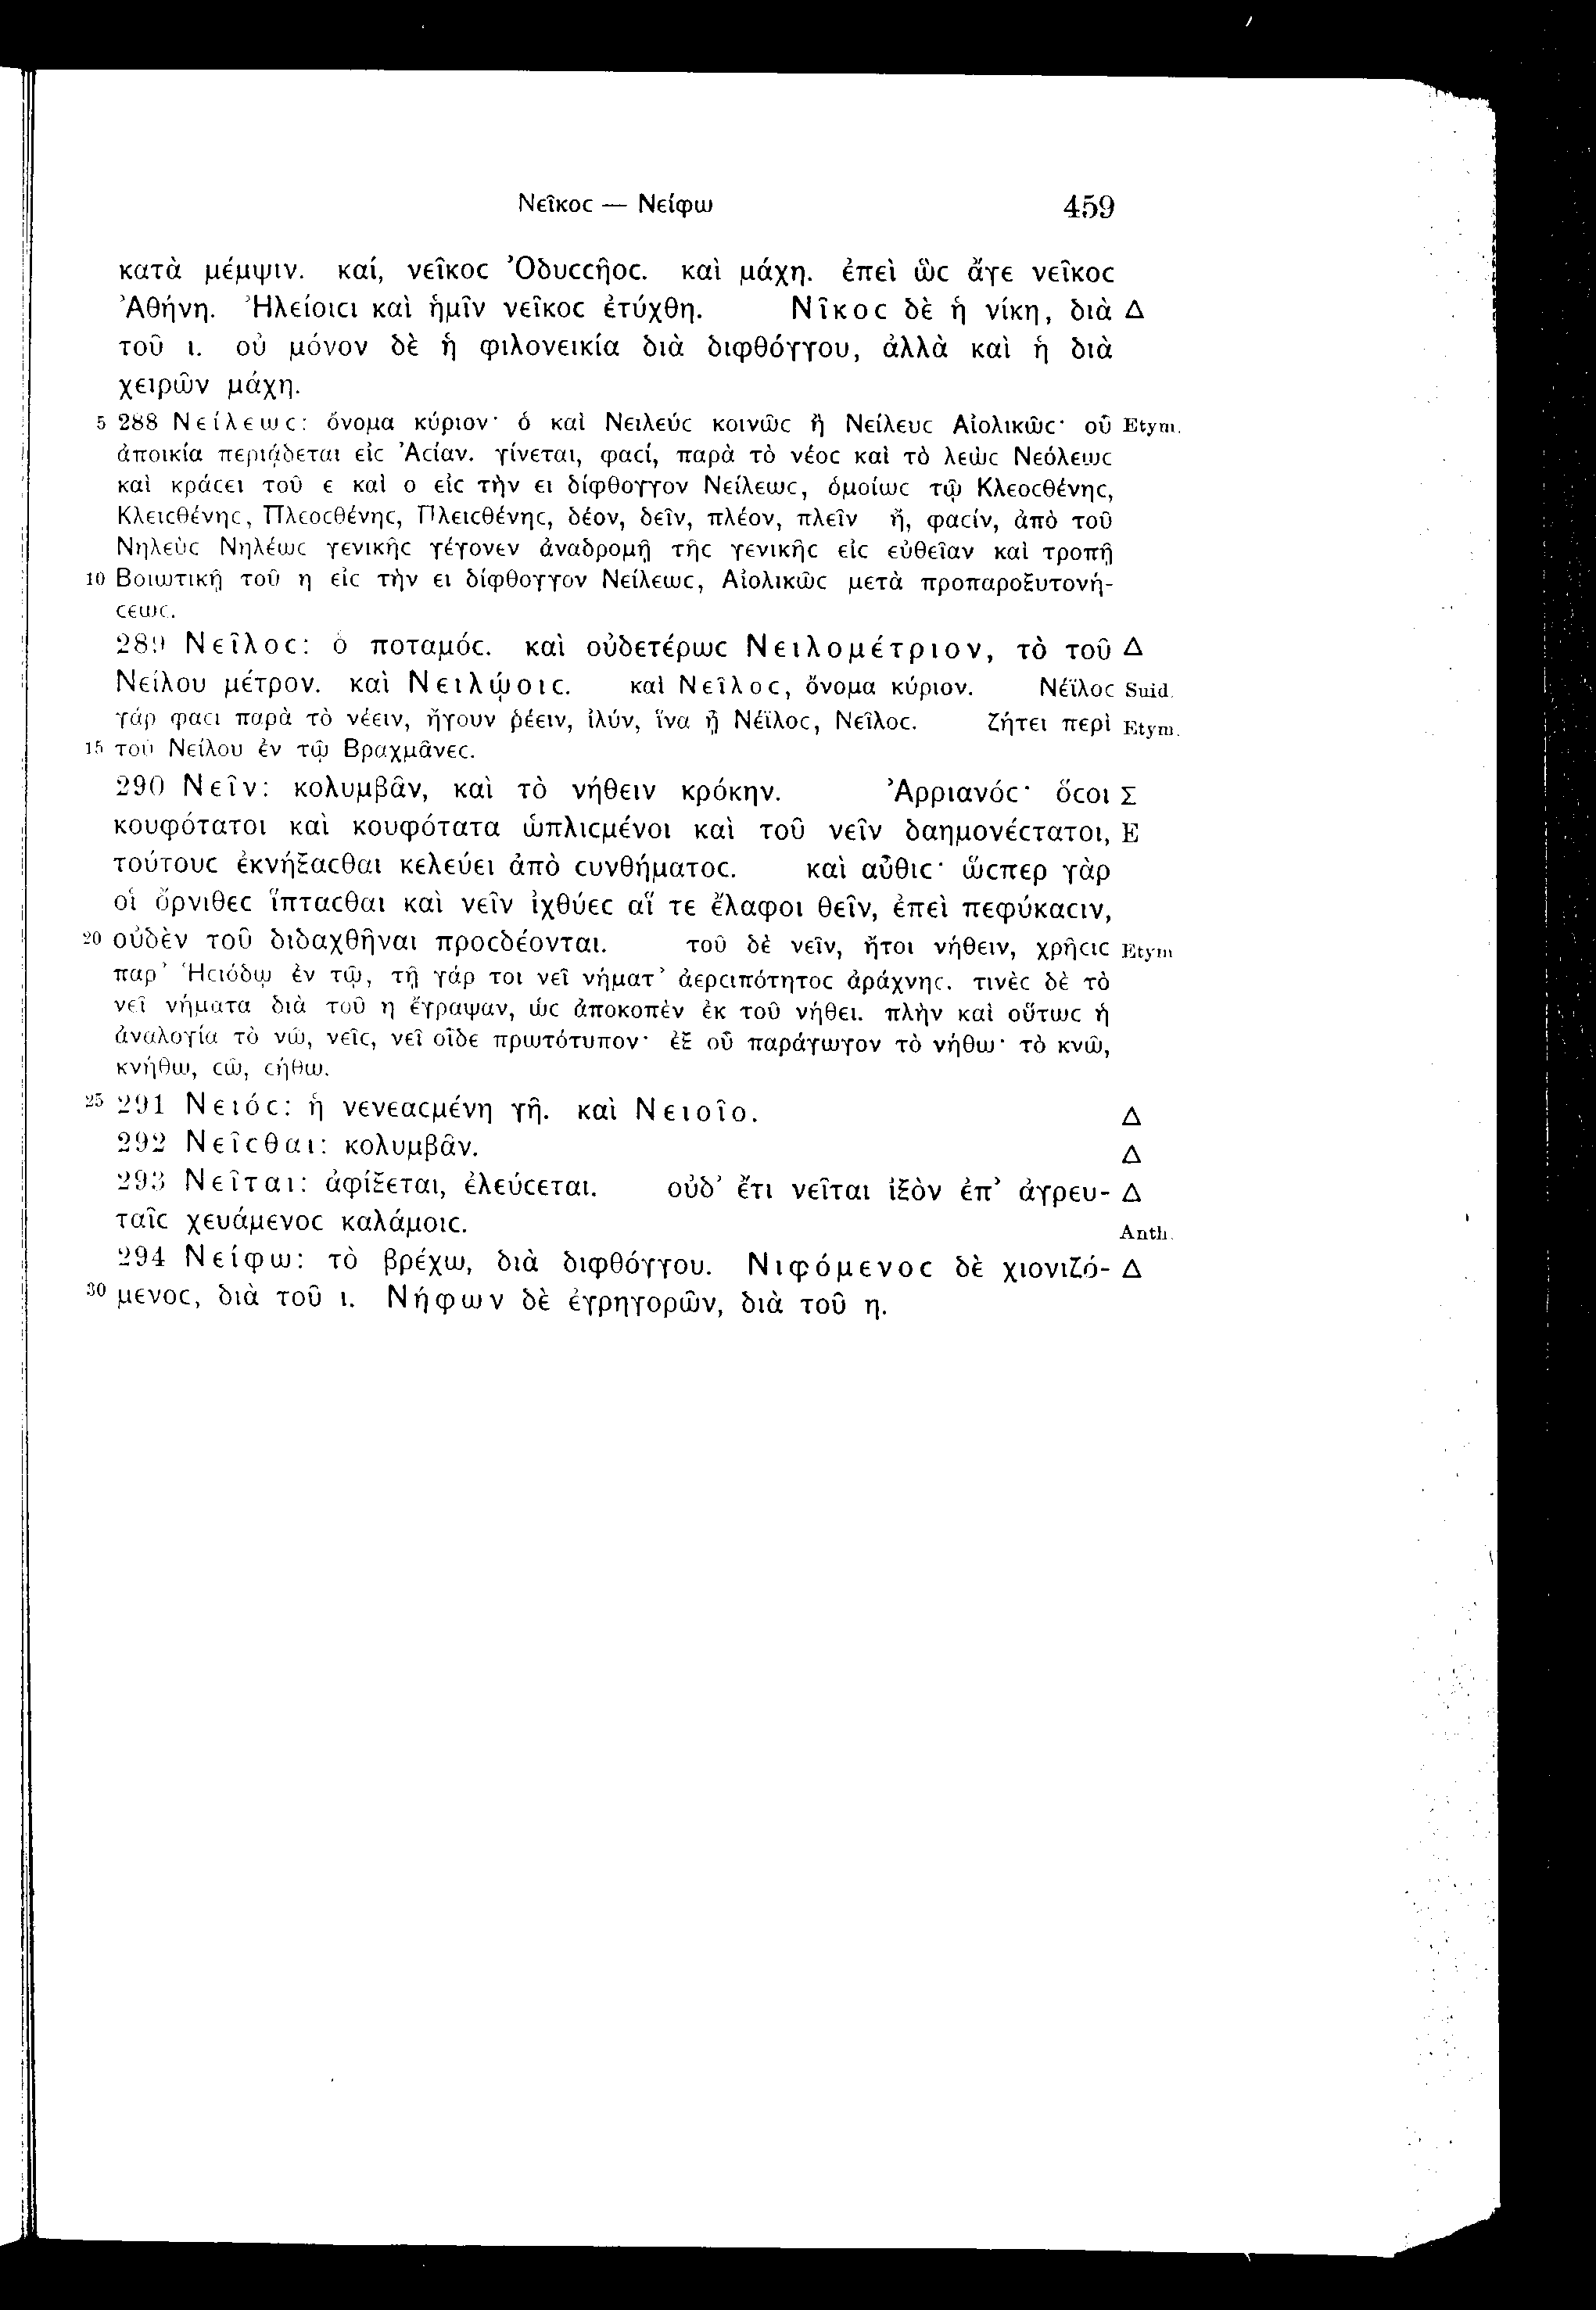 Νεῖκοϲ — Νείφω 459
κατὰ μέμψιν. καί, νεῖκοϲ Ὀδυϲϲῆοϲ. καὶ μάχη. ἐπεὶ ὣϲ ἄγε νεῖκοϲ
Ἀθήνη. Ἠλείοιϲι καὶ ἡμῖν νεῖκοϲ ἐτύχθη. Νῖκοϲ δὲ ἡ νίκη, διὰ Δ
τοῦ ι. οὐ μόνον δὲ ἡ φιλονεικία διὰ διφθόγγου, ἀλλὰ καὶ ἡ διὰ
χειρῶν μάχη.
5 288 Νείλεωϲ: ὄνομα κύριον· ὁ καὶ Νειλεύϲ κοινῶϲ ἢ Νείλευϲ Αἰολικῶϲ· οὗ Etym.
ἀποικία περιᾴδεται εἰϲ Ἀϲίαν. γίνεται, φαϲί, παρὰ τὸ νέοϲ καὶ τὸ λεὼϲ Νεόλεωϲ
καὶ κράϲει τοῦ ε καὶ ο εἰϲ τὴν ει δίφθογγον Νείλεωϲ, ὁμοίωϲ τῷ Κλεοϲθένηϲ,
Κλειϲθένηϲ, Πλεοϲθένηϲ, Πλειϲθένηϲ, δέον, δεῖν, πλέον, πλεῖν ἤ, φαϲίν, ἀπὸ τοῦ
Νηλεὺϲ Νηλέωϲ γενικῆϲ γέγονεν ἀναδρομῇ τῆϲ γενικῆϲ εἰϲ εὐθεῖαν καὶ τροπῇ
10 Βοιωτικῇ τοῦ η εἰϲ τὴν ει δίφθογγον Νείλεωϲ, Αἰολικῶϲ μετὰ προπαροξυτονή-
ϲεωϲ.
289 Νεῖλοϲ: ὁ ποταμόϲ. καὶ οὐδετέρωϲ Νειλομέτριον, τὸ τοῦ Δ
Νείλου μέτρον. καὶ Νειλῴοιϲ. καὶ Νεῖλοϲ, ὄνομα κύριον. Νέϊλοϲ Suid.
γάρ φαϲι παρὰ τὸ νέειν, ἤγουν ῥέειν, ἰλύν, ἵνα ᾖ Νέϊλοϲ, Νεῖλοϲ. ζήτει περὶ Etym.
15 τοῦ Νείλου ἐν τῷ Βραχμᾶνεϲ.
290 Νεῖν: κολυμβᾶν, καὶ τὸ νήθειν κρόκην. Ἀρριανόϲ· ὅϲοι Σ
κουφότατοι καὶ κουφότατα ὡπλιϲμένοι καὶ τοῦ νεῖν δαημονέϲτατοι, Ε
τούτουϲ ἐκνήξαϲθαι κελεύει ἀπὸ ϲυνθήματοϲ. καὶ αὖθιϲ· ὥϲπερ γὰρ
οἱ ὄρνιθεϲ ἵπταϲθαι καὶ νεῖν ἰχθύεϲ αἵ τε ἔλαφοι θεῖν, ἐπεὶ πεφύκαϲιν,
20 οὐδὲν τοῦ διδαχθῆναι προϲδέονται. τοῦ δὲ νεῖν, ἤτοι νήθειν, χρῆϲιϲ Etym
παρ’ Ἡϲιόδῳ ἐν τῷ, τῇ γάρ τοι νεῖ νήματ’ ἀερϲιπότητοϲ ἀράχνηϲ. τινὲϲ δὲ τὸ
νεῖ νήματα διὰ τοῦ η ἔγραψαν, ὡϲ ἀποκοπὲν ἐκ τοῦ νήθει. πλὴν καὶ οὕτωϲ ἡ
ἀναλογία τὸ νῶ, νεῖϲ, νεῖ οἶδε πρωτότυπον· ἐξ οὗ παράγωγον τὸ νήθω· τὸ κνῶ,
κνήθω, ϲῶ, ϲήθω.
25 291 Νειόϲ: ἡ νενεαϲμένη γῆ. καὶ Νειοῖο. Δ
292 Νεῖϲθαι: κολυμβᾶν. Δ
293 Νεῖται: ἀφίξεται, ἐλεύϲεται. οὐδ’ ἔτι νεῖται ἰξὸν ἐπ’ ἀγρευ- Δ
ταῖϲ χευάμενοϲ καλάμοιϲ. Anth.
294 Νείφω: τὸ βρέχω, διὰ διφθόγγου. Νιφόμενοϲ δὲ χιονιζό- Δ
30 μενοϲ, διὰ τοῦ ι. Νήφων δὲ ἐγρηγορῶν, διὰ τοῦ η.